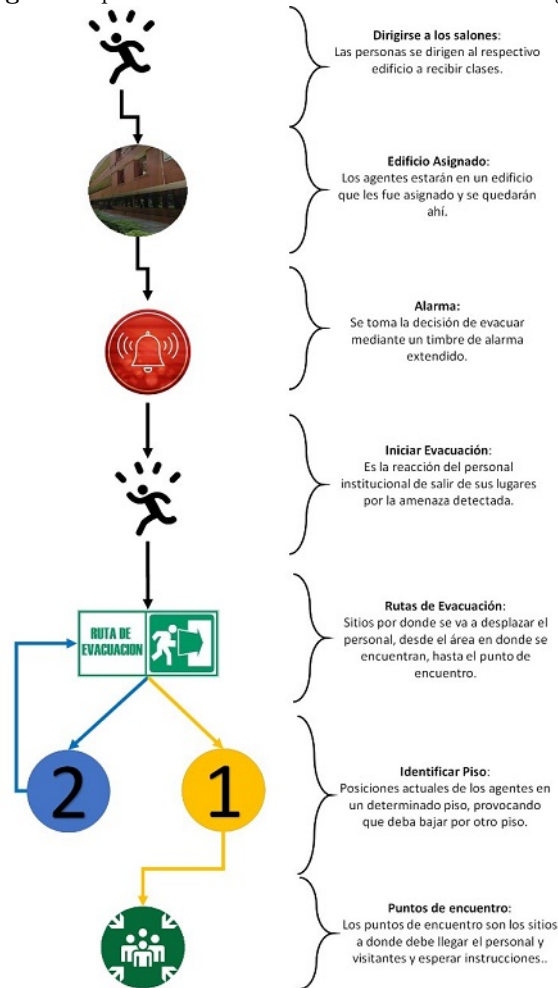 Dirigirse a los salones:
Las personas se dirigen al respectivo
edificio a recibir clases.
Edificio Asignado:
Los agentes estarán en un edificio
que les fue asignado y se quedarán
ahí.
Alarma:
Se toma la decisión de evacuar
mediante un timbre de alarma
extendido.
Iniciar Evacuación:
Es la reacción del personal
institucional de salir de sus lugares
por la amenaza detectada.
RUTA DE
EVACUACION
Rutas de Evacuación:
Sitios por donde se va a desplazar el
personal, desde el área en donde se
encuentran, hasta el punto de
encuentro.
2
1
Identificar Piso:
Posiciones actuales de los agentes en
un determinado piso, provocando
que deba bajar por otro piso.
Puntos de encuentro:
Los puntos de encuentro son los sitios
a donde debe llegar el personal y
visitantes y esperar instrucciones..